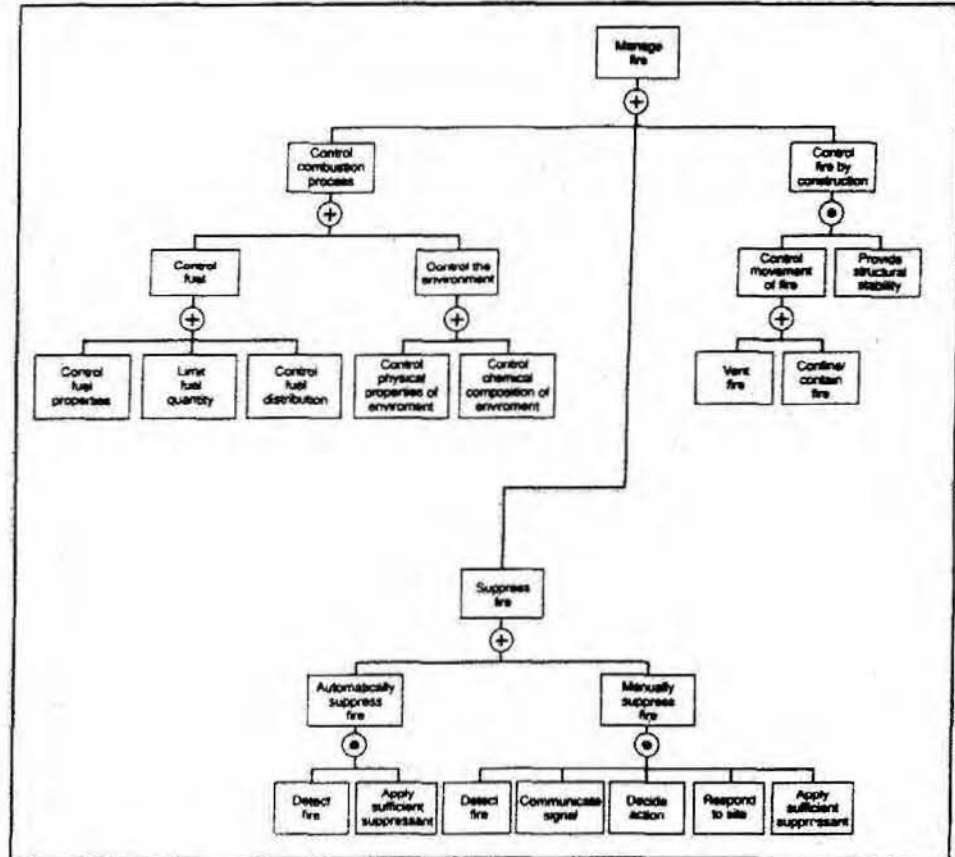 Manage
fire
+
Control
combustion
process
Control
fire by
construction
+
•
Control
fuel
Control the
environment
Control
movement
of fire
Provide
structural
stability
+
+
+
Control
fuel
properties
Limit
fuel
quantity
Control
fuel
distribution
Control
physical
properties of
enviroment
Control
chemical
composition of
enviroment
Vent
fire
Confine/
contain
fire
Suppress
fire
+
Automatically
suppress
fire
Manually
suppress
fire
•
•
Detect
fire
Apply
sufficient
suppressant
Detect
fire
Communicate
signal
Decide
action
Respond
to site
Apply
sufficient
suppressant